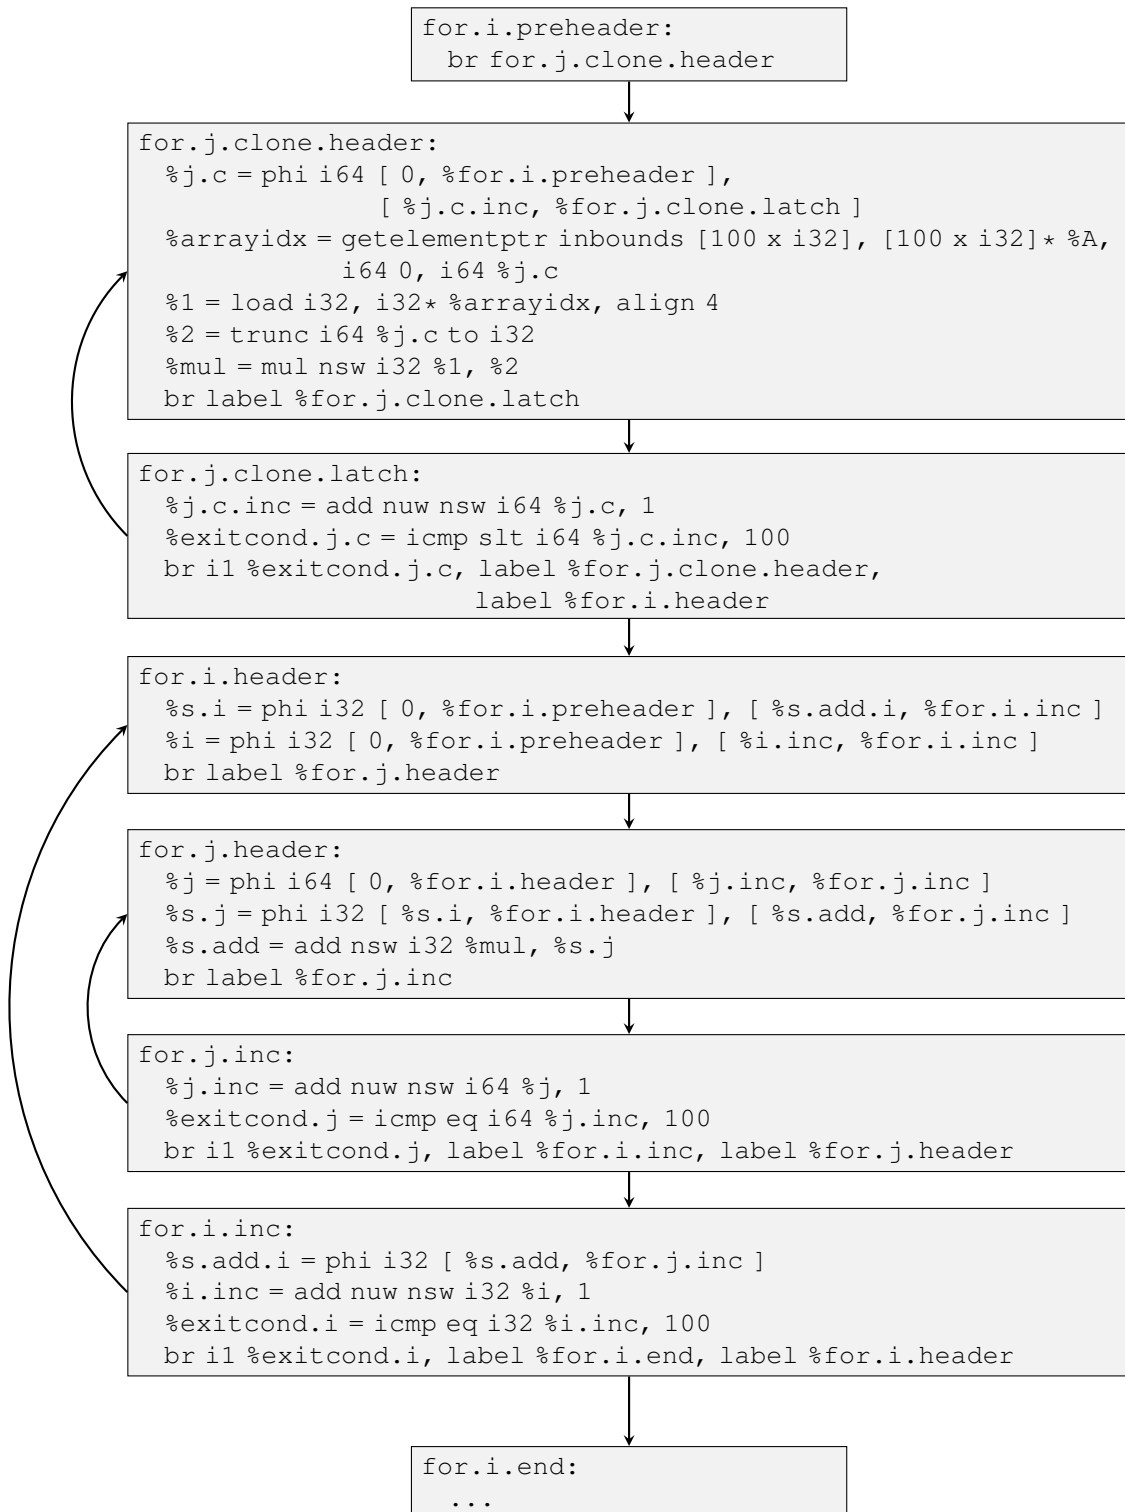 for.i.preheader:
br for.j.clone.header
for.j.clone.header:
%j.c = phi i64 [ 0, %for.i.preheader ],
[ %j.c.inc, %for.j.clone.latch ]
%arrayidx = getelementptr inbounds [100 x i32], [100 x i32]* %A,
i64 0, i64 %j.c
%1 = load i32, i32* %arrayidx, align 4
%2 = trunc i64 %j.c to i32
%mul = mul nsw i32 %1, %2
br label %for.j.clone.latch
for.j.clone.latch:
%j.c.inc = add nuw nsw i64 %j.c, 1
%exitcond.j.c = icmp slt i64 %j.c.inc, 100
br i1 %exitcond.j.c, label %for.j.clone.header,
label %for.i.header
for.i.header:
%s.i = phi i32 [ 0, %for.i.preheader ], [ %s.add.i, %for.i.inc ]
%i = phi i32 [ 0, %for.i.preheader ], [ %i.inc, %for.i.inc ]
br label %for.j.header
for.j.header:
%j = phi i64 [ 0, %for.i.header ], [ %j.inc, %for.j.inc ]
%s.j = phi i32 [ %s.i, %for.i.header ], [ %s.add, %for.j.inc ]
%s.add = add nsw i32 %mul, %s.j
br label %for.j.inc
for.j.inc:
%j.inc = add nuw nsw i64 %j, 1
%exitcond.j = icmp eq i64 %j.inc, 100
br i1 %exitcond.j, label %for.i.inc, label %for.j.header
for.i.inc:
%s.add.i = phi i32 [ %s.add, %for.j.inc ]
%i.inc = add nuw nsw i32 %i, 1
%exitcond.i = icmp eq i32 %i.inc, 100
br i1 %exitcond.i, label %for.i.end, label %for.i.header
for.i.end:
...